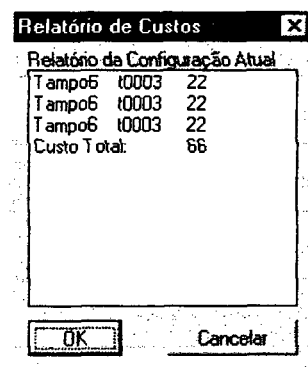 Relatório de Custos
Relatório da Configuração Atual
Tampo6 t0003 22
Tampo6 t0003 22
Tampo6 t0003 22
Custo Total: 66
OK Cancelar